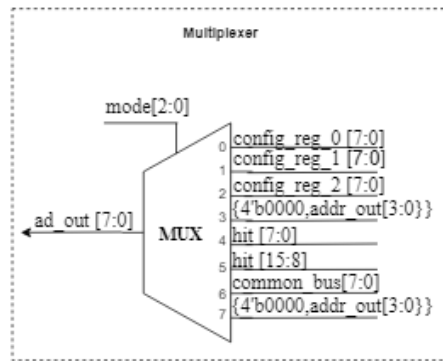 Multiplexer
mode[2:0]
0 config_reg_0 [7:0]
1 config_reg_1 [7:0]
2 config_reg_2 [7:0]
3 {4'b0000,addr_out[3:0]}
ad_out [7:0]
MUX
4 hit [7:0]
5 hit [15:8]
6 common_bus[7:0]
7 {4'b0000,addr_out[3:0]}